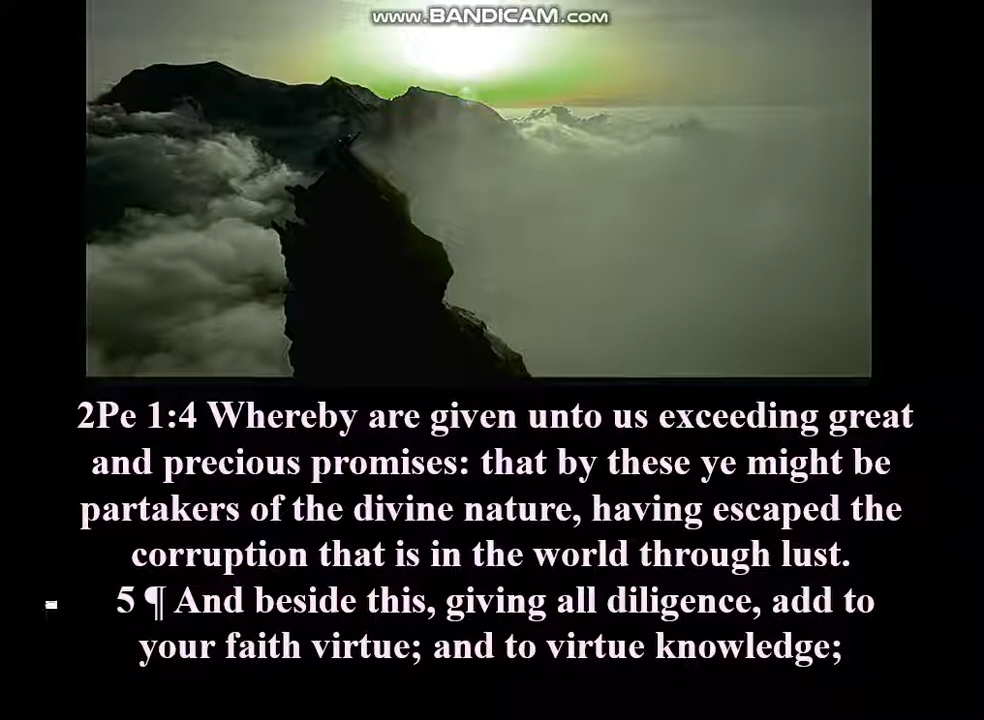 www.BANDICAM.com
2Pe 1:4 Whereby are given unto us exceeding great
and precious promises: that by these ye might be
partakers of the divine nature, having escaped the
corruption that is in the world through lust.
5 ¶ And beside this, giving all diligence, add to
your faith virtue; and to virtue knowledge;